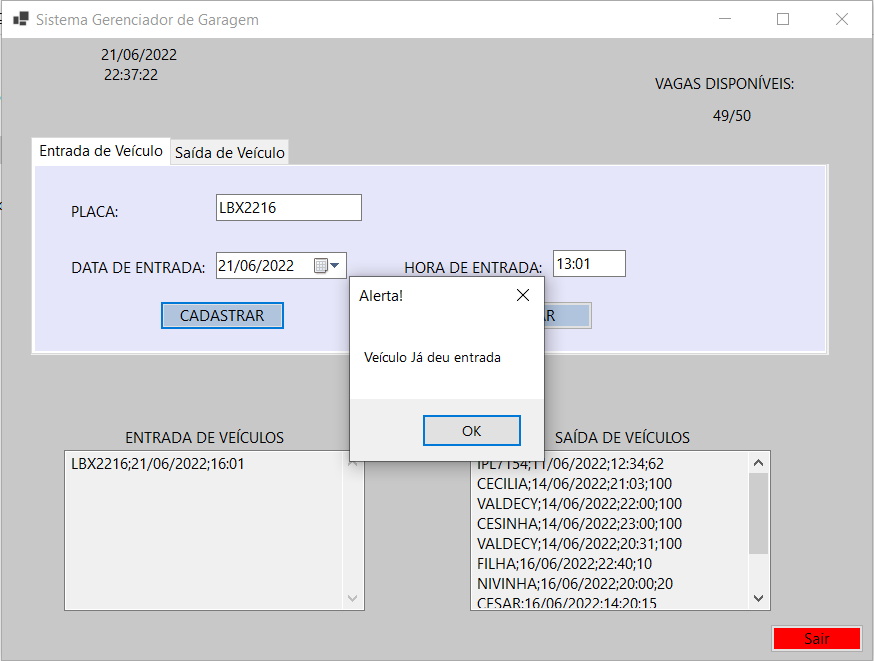 Sistema Gerenciador de Garagem
21/06/2022
22:37:22
VAGAS DISPONÍVEIS:
49/50
Entrada de Veículo
Saída de Veículo
PLACA:
LBX2216
DATA DE ENTRADA:
21/06/2022
HORA DE ENTRADA:
13:01
CADASTRAR
AR
Alerta!
Veículo Já deu entrada
OK
ENTRADA DE VEÍCULOS
LBX2216;21/06/2022;16:01
SAÍDA DE VEÍCULOS
IPL7154;11/06/2022;12:34;62
CECILIA;14/06/2022;21:03;100
VALDECY;14/06/2022;22:00;100
CESINHA;14/06/2022;23:00;100
VALDECY;14/06/2022;20:31;100
FILHA;16/06/2022;22:40;10
NIVINHA;16/06/2022;20:00;20
CESAR;16/06/2022;14:20;15
Sair